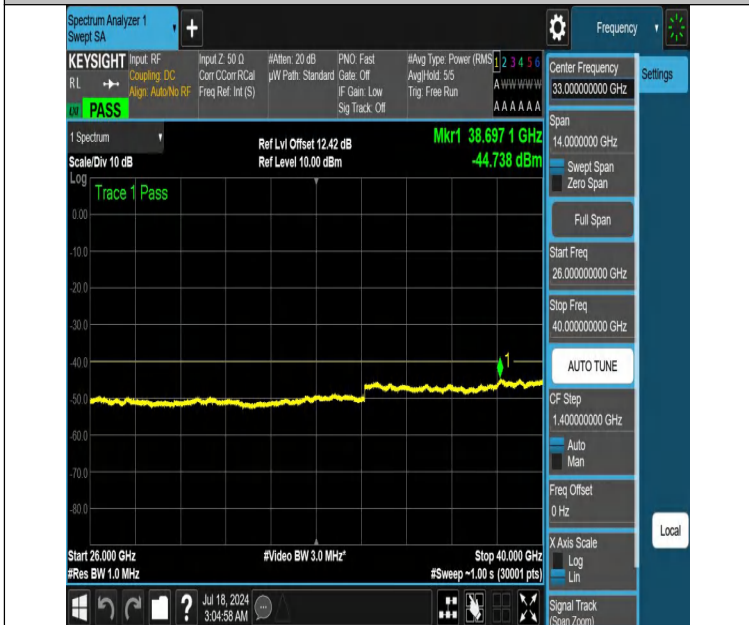 Spectrum Analyzer 1
Swept SA
Frequency
KEYSIGHT
RL
PASS
Input: RF
Coupling: DC
Align: Auto/No RF
Input Z: 50 Ω
Corr CCorr RCal
Freq Ref: Int (S)
#Atten: 20 dB
µW Path: Standard
PNO: Fast
Gate: Off
IF Gain: Low
Sig Track: Off
#Avg Type: Power (RMS
Avg|Hold: 5/5
Trig: Free Run
1 2 3 4 5 6
A W W W W W
A A A A A A
1 Spectrum
Scale/Div 10 dB
Ref Lvl Offset 12.42 dB
Ref Level 10.00 dBm
Mkr1 38.697 1 GHz
-44.738 dBm
Log
Trace 1 Pass
0.00
-10.0
-20.0
-30.0
-40.0
-50.0
-60.0
-70.0
-80.0
1
Start 26.000 GHz
#Res BW 1.0 MHz
#Video BW 3.0 MHz*
Stop 40.000 GHz
#Sweep ~1.00 s (30001 pts)
Jul 18, 2024
3:04:58 AM
Center Frequency
33.000000000 GHz
Settings
Span
14.0000000 GHz
Swept Span
Zero Span
Full Span
Start Freq
26.000000000 GHz
Stop Freq
40.000000000 GHz
AUTO TUNE
CF Step
1.400000000 GHz
Auto
Man
Freq Offset
0 Hz
X Axis Scale
Log
Lin
Local
Signal Track
(Span Zoom)